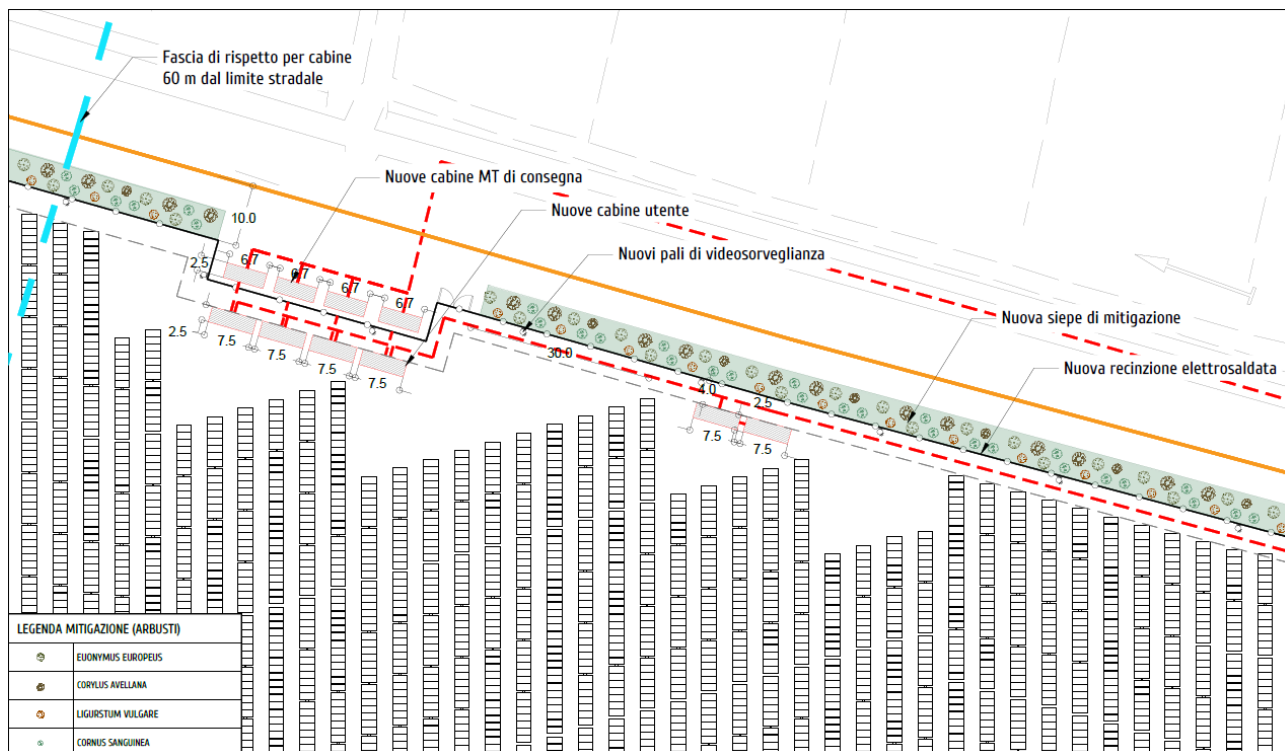 Fascia di rispetto per cabine
60 m dal limite stradale
Nuove cabine MT di consegna
Nuove cabine utente
Nuovi pali di videosorveglianza
Nuova siepe di mitigazione
Nuova recinzione elettrosaldata
10.0
2.5
6.7
6.7
6.7
6.7
2.5
7.5
7.5
7.5
7.5
30.0
4.0
2.5
7.5
7.5
LEGENDA MITIGAZIONE (ARBUSTI)
EUONYMUS EUROPEUS
CORYLUS AVELLANA
LIGURSTUM VULGARE
CORNUS SANGUINEA